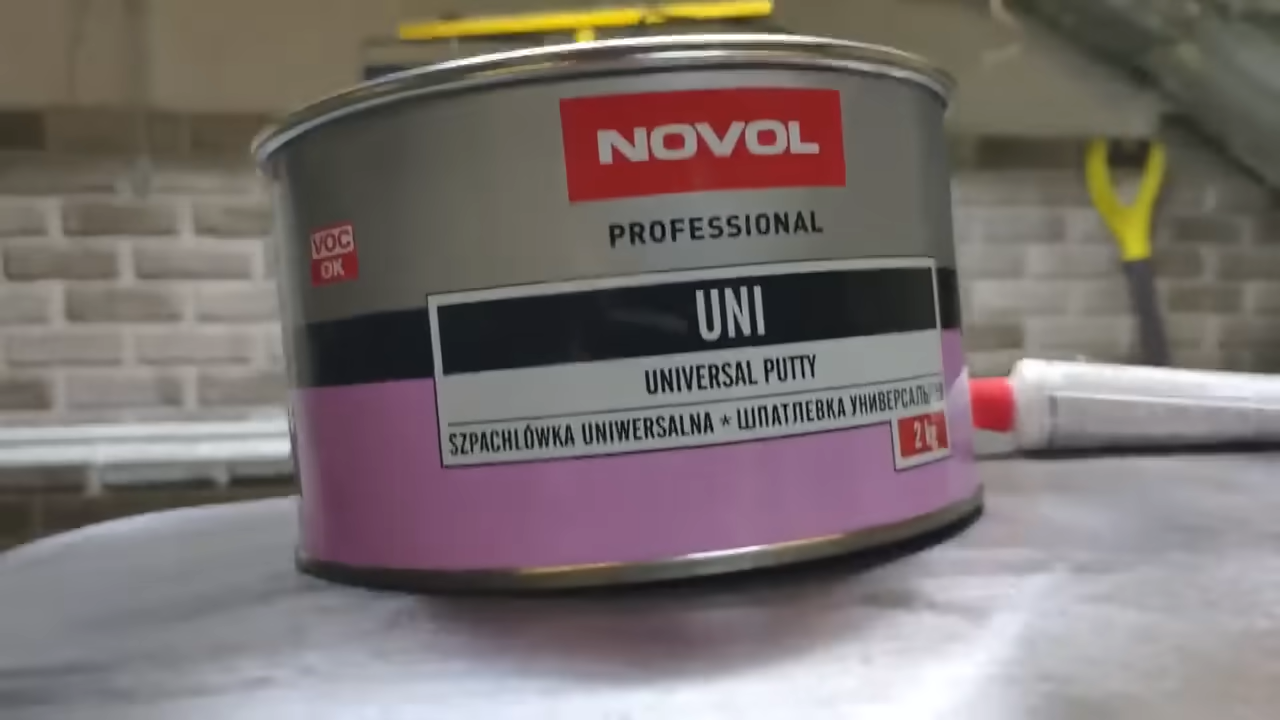 NOVOL
PROFESSIONAL
VOC
OK
UNI
UNIVERSAL PUTTY
SZPACHLÓWKA UNIWERSALNA * ШПАТЛЕВКА
2 kg